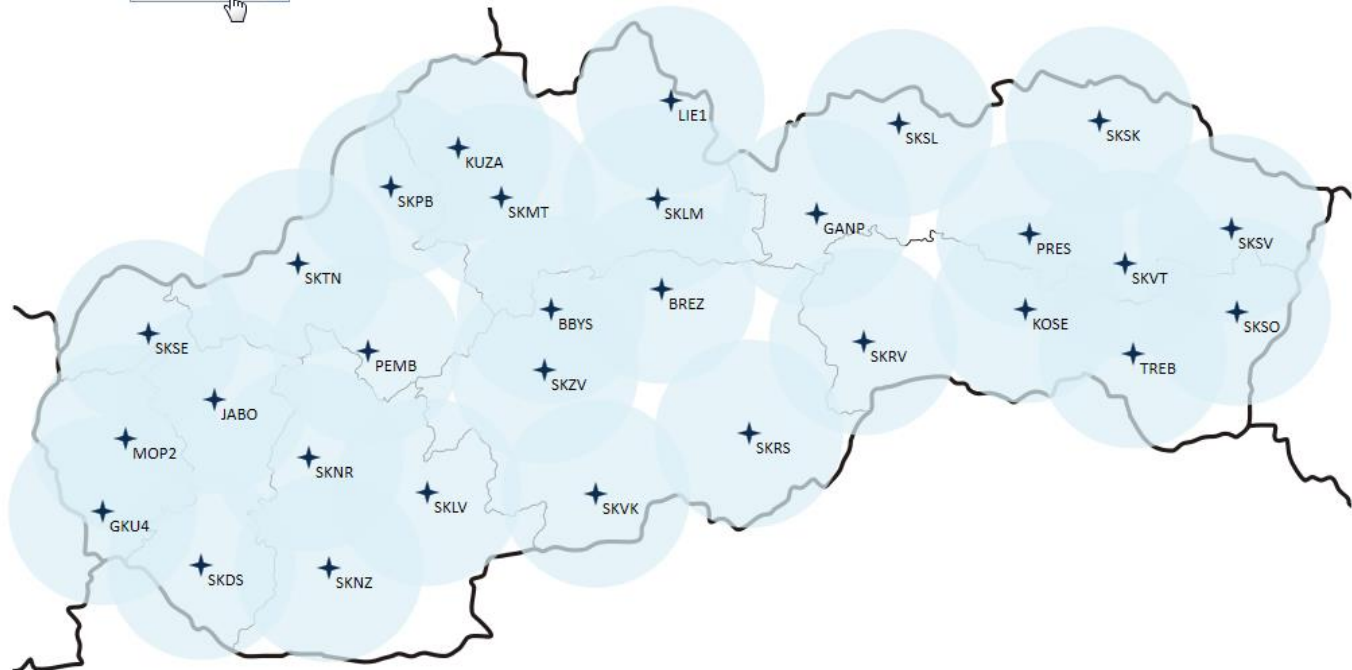 LIE1
SKSL
SKSK
KUZA
SKPB
SKMT
SKLM
GANP
PRES
SKSV
SKTN
SKVT
BREZ
BBYS
KOSE
SKSO
SKSE
PEMB
SKRV
TREB
SKZV
JABO
MOP2
SKRS
SKNR
SKLV
SKVK
GKU4
SKDS
SKNZ